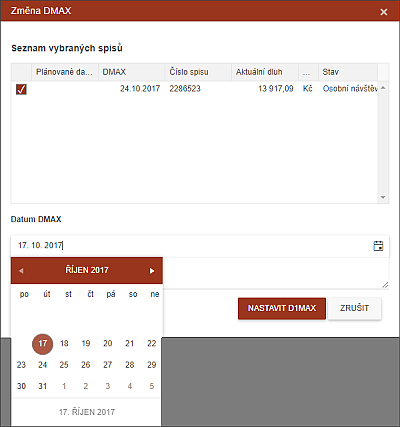 Změna DMAX
Seznam vybraných spisů
Plánované da... DMAX Číslo spisu Aktuální dluh ... Stav
24.10.2017 2286523 13 917,09 Kč Osobní návštěv
Datum DMAX
17. 10. 2017
ŘÍJEN 2017
po út st čt pá so ne
17 18 19 20 21 22
23 24 25 26 27 28 29
30 31 1 2 3 4 5
17. ŘÍJEN 2017
NASTAVIT D1MAX ZRUŠIT